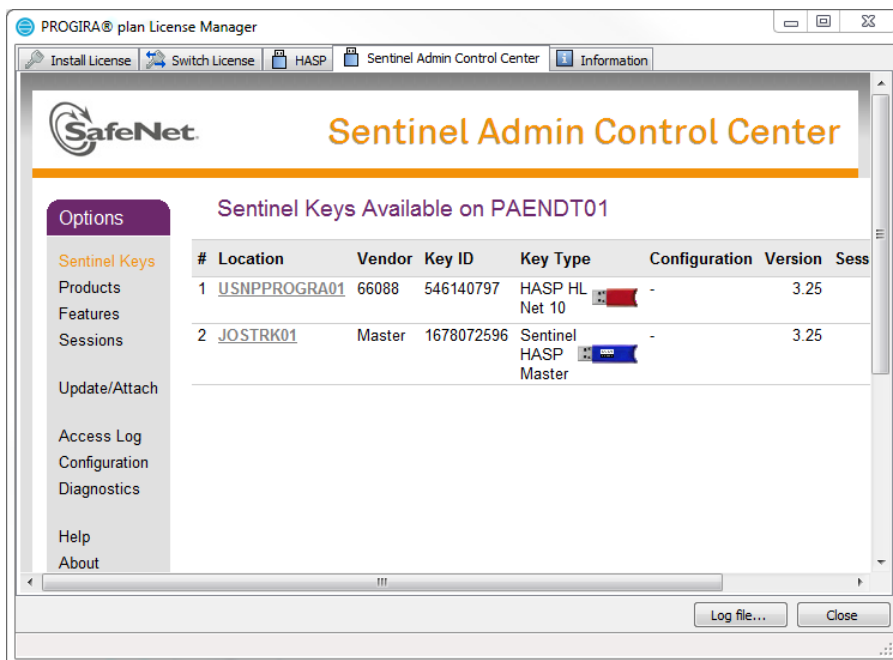 PROGIRA® plan License Manager
Install License Switch License HASP Sentinel Admin Control Center Information
SafeNet.
Sentinel Admin Control Center
Options
Sentinel Keys
Products
Features
Sessions
Update/Attach
Access Log
Configuration
Diagnostics
Help
About
Sentinel Keys Available on PAENDT01
# Location Vendor Key ID Key Type Configuration Version Sess
1 USNPPROGRA01 66088 546140797 HASP HL - 3.25
Net 10
2 JOSTRK01 Master 1678072596 Sentinel - 3.25
HASP
Master
Log file... Close